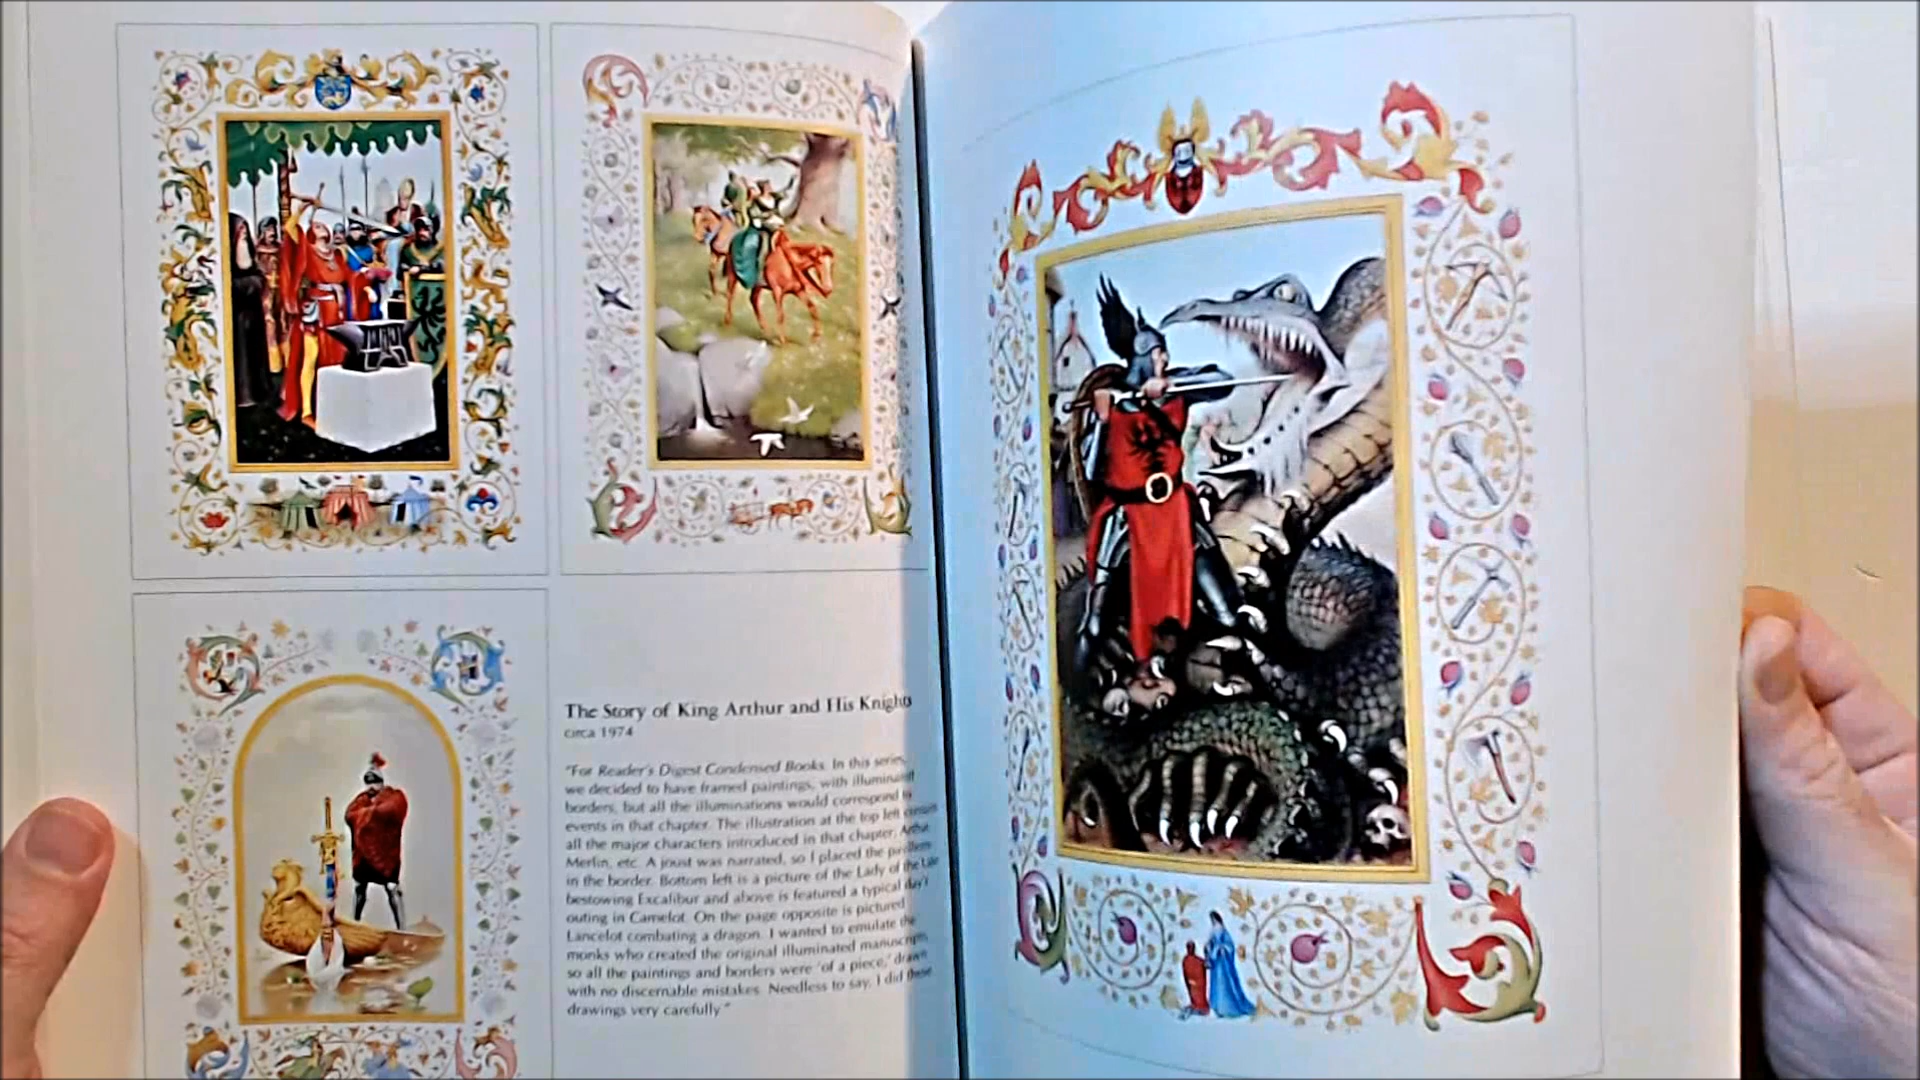 The Story of King Arthur and His Knights
circa 1974
"For Reader's Digest Condensed Books. In this series,
we decided to have framed paintings, with illuminated
borders, but all the illuminations would correspond to
events in that chapter. The illustration at the top left contains
all the major characters introduced in that chapter, Arthur,
Merlin, etc. A joust was narrated, so I placed the pavilions
in the border. Bottom left is a picture of the Lady of the Lake
bestowing Excalibur and above is featured a typical day's
outing in Camelot. On the page opposite is pictured
Lancelot combating a dragon. I wanted to emulate the
monks who created the original illuminated manuscripts,
so all the paintings and borders were 'of a piece,' drawn
with no discernable mistakes. Needless to say, I did these
drawings very carefully."